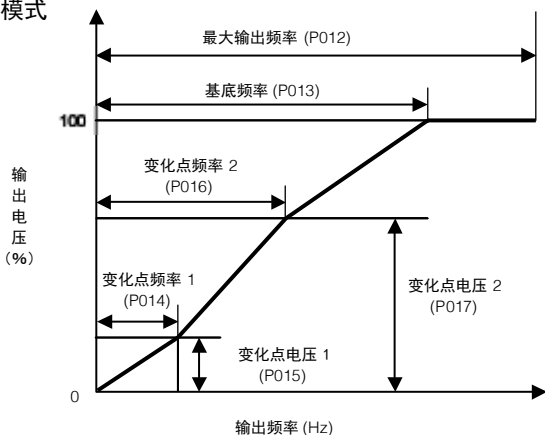 模式
最大输出频率 (P012)
基底频率 (P013)
100
变化点频率 2
(P016)
输出电压(%)
变化点频率 1
(P014)
变化点电压 2
(P017)
变化点电压 1
(P015)
0
输出频率 (Hz)